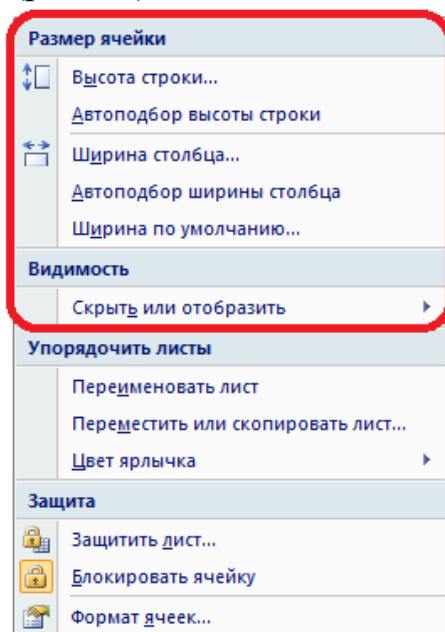 Размер ячейки
Высота строки...
Автоподбор высоты строки
Ширина столбца...
Автоподбор ширины столбца
Ширина по умолчанию...
Видимость
Скрыть или отобразить
Упорядочить листы
Переименовать лист
Переместить или скопировать лист...
Цвет ярлычка
Защита
Защитить лист...
Блокировать ячейку
Формат ячеек...